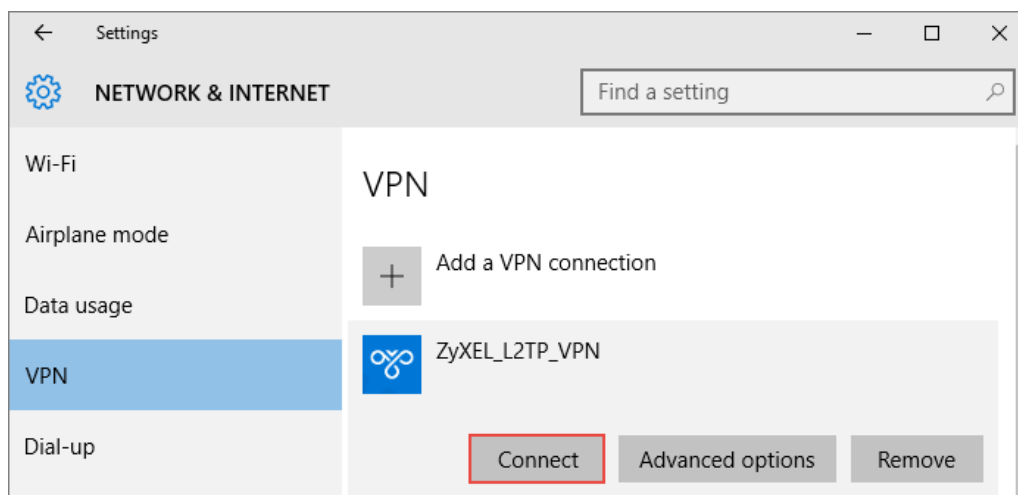 Settings
NETWORK & INTERNET
Find a setting
Wi-Fi
Airplane mode
Data usage
VPN
Dial-up
VPN
Add a VPN connection
ZyXEL_L2TP_VPN
Connect
Advanced options
Remove